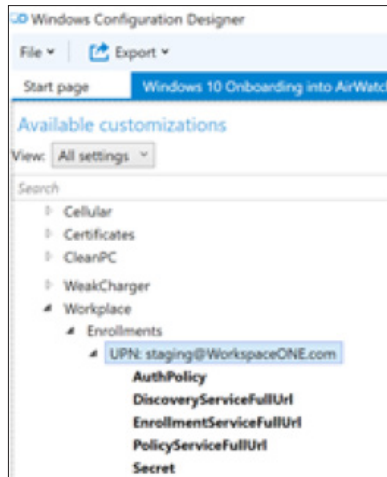 Windows Configuration Designer
File Export
Start page Windows 10 Onboarding into AirWatch
Available customizations
View: All settings
Search
Cellular
Certificates
CleanPC
WeakCharger
Workplace
Enrollments
UPN: staging@WorkspaceONE.com
AuthPolicy
DiscoveryServiceFullUrl
EnrollmentServiceFullUrl
PolicyServiceFullUrl
Secret